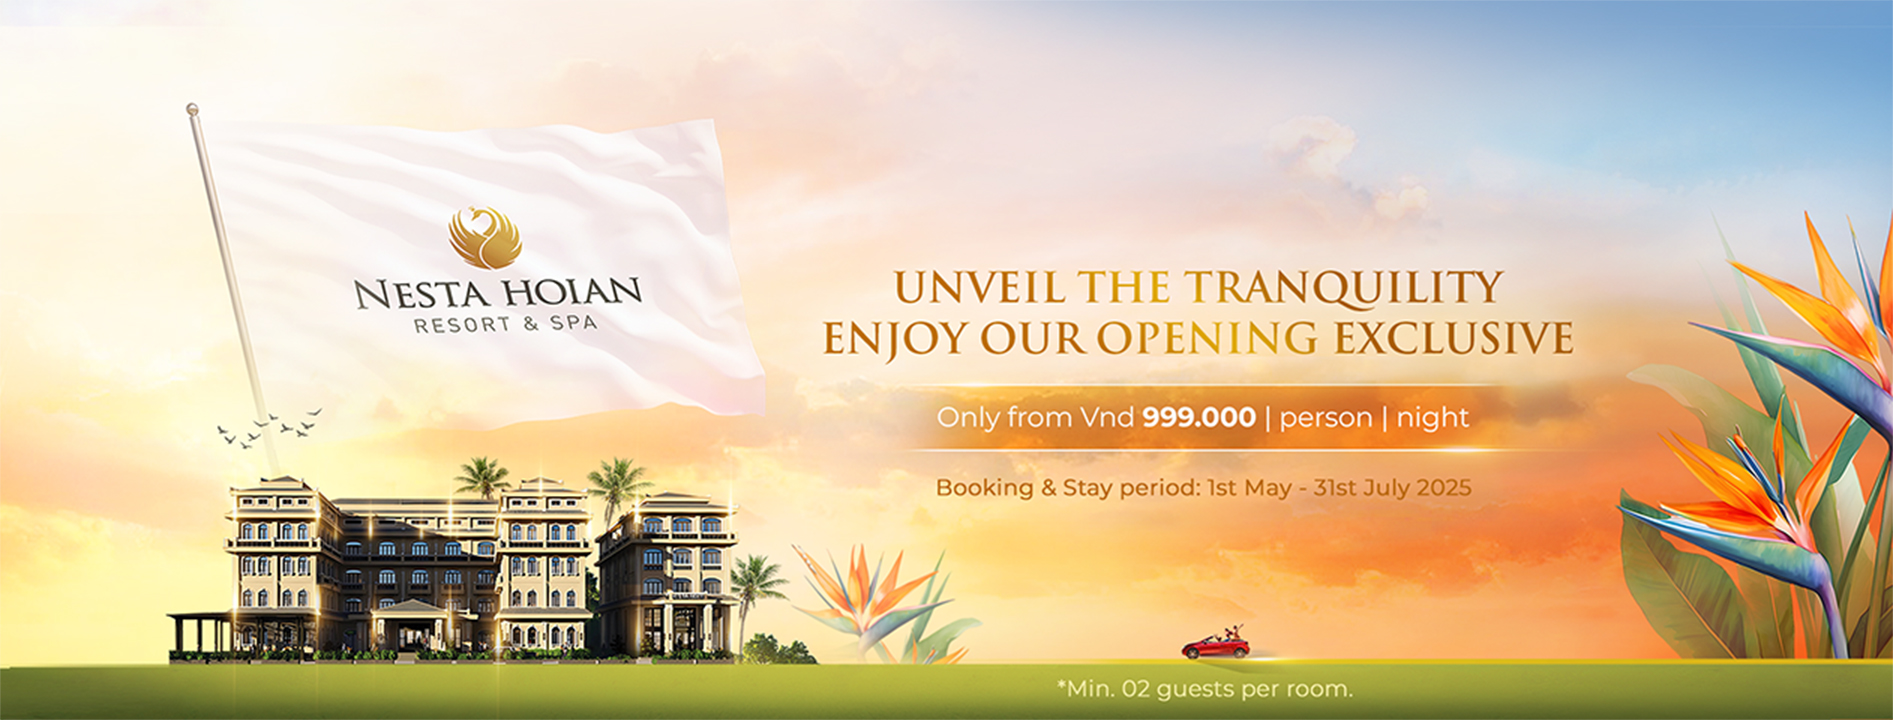 NESTA HOIAN
RESORT & SPA
UNVEIL THE TRANQUILITY
ENJOY OUR OPENING EXCLUSIVE
Only from Vnd 999.000 | person | night
Booking & Stay period: 1st May - 31st July 2025
*Min. 02 guests per room.